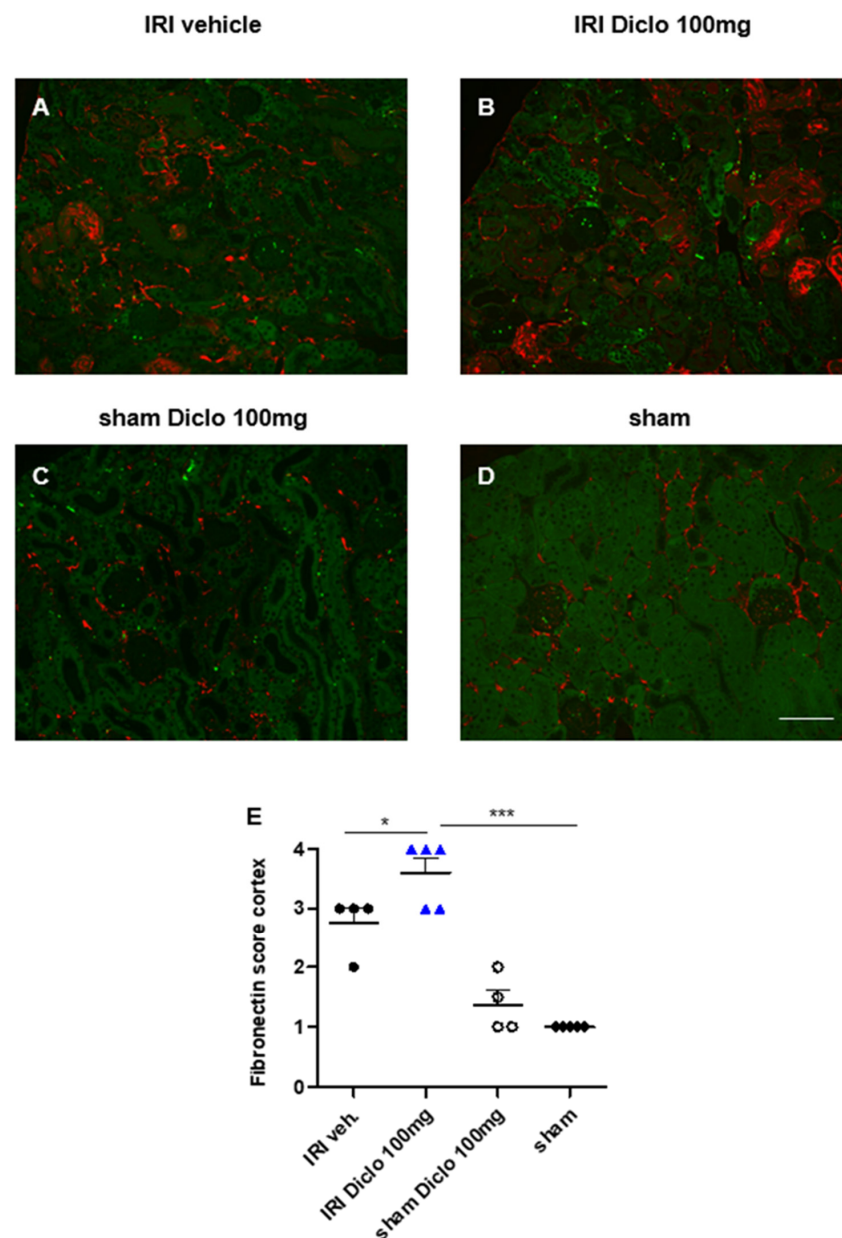 IRI vehicle
IRI Diclo 100mg
A
B
sham Diclo 100mg
sham
C
D
E
*
***
Fibronectin score cortex
4
3
2
1
0
IRI veh.
IRI Diclo 100mg
sham Diclo 100mg
sham